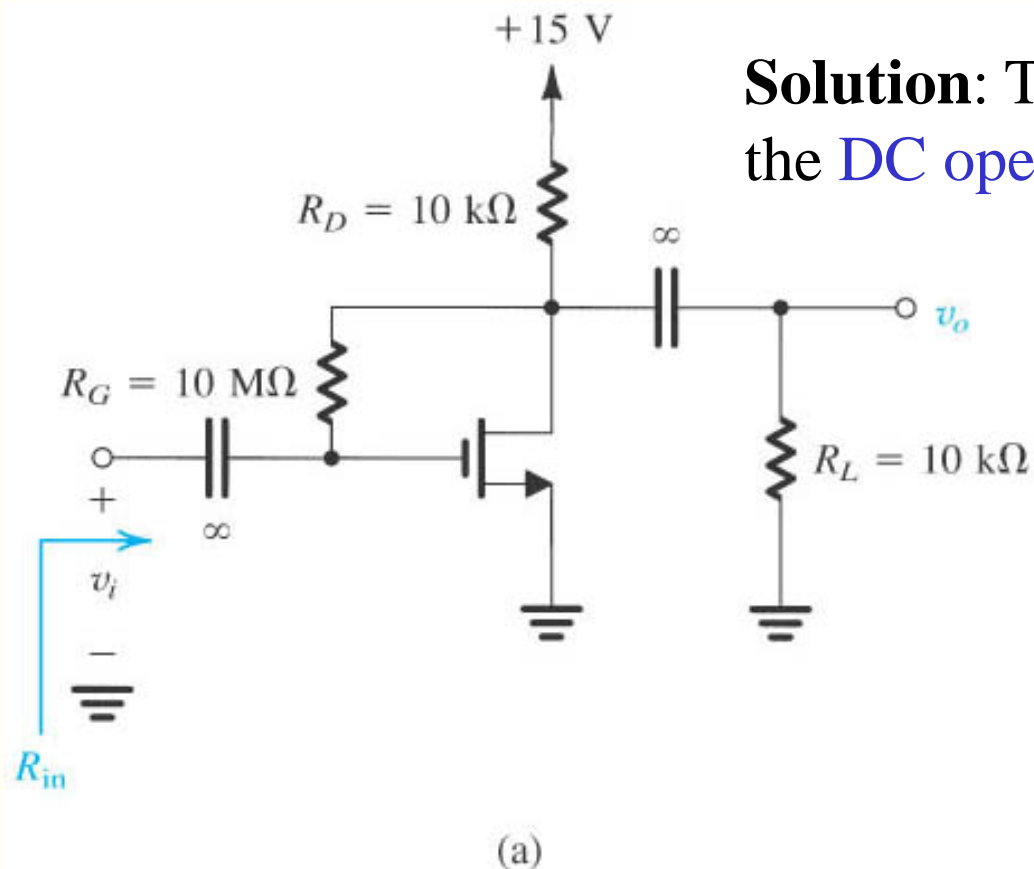 +15 V
Solution: T
the DC ope
R_D = 10 kΩ
∞
v_o
R_G = 10 MΩ
R_L = 10 kΩ
+
∞
v_i
−
R_in
(a)